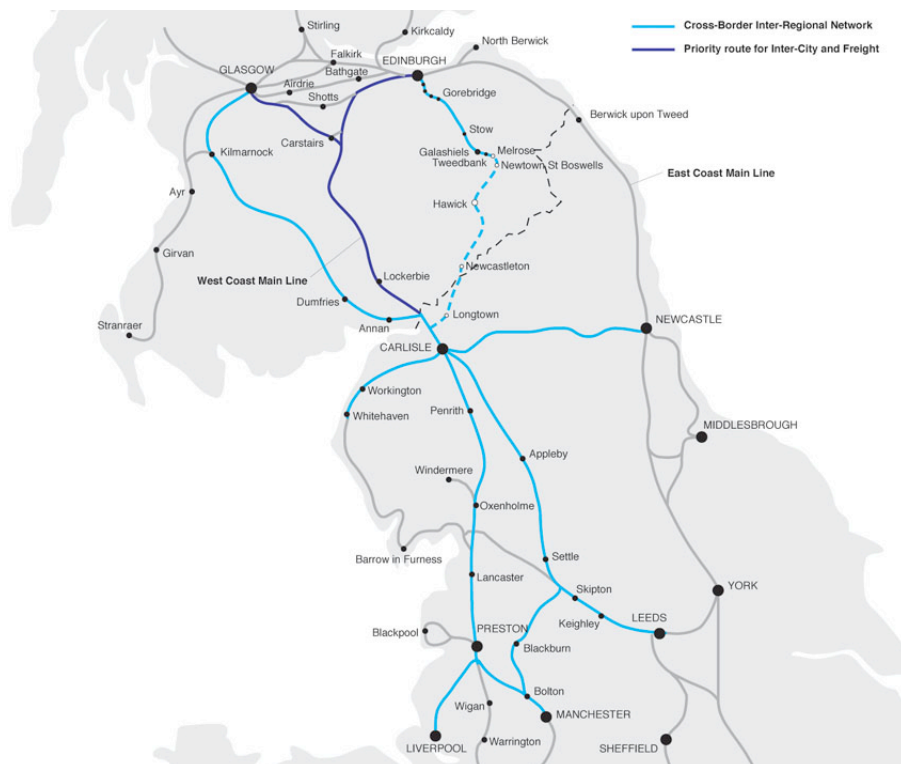 Stirling
Kirkcaldy
Cross-Border Inter-Regional Network
North Berwick
Priority route for Inter-City and Freight
Falkirk
EDINBURGH
GLASGOW
Bathgate
Airdrie
Gorebridge
Shotts
Berwick upon Tweed
Stow
Carstairs
Kilmarnock
Galashiels
Melrose
Tweedbank
Newtown St Boswells
East Coast Main Line
Ayr
Hawick
Girvan
Newcastleton
West Coast Main Line
Lockerbie
Dumfries
Longtown
Stranraer
Annan
NEWCASTLE
CARLISLE
Workington
Penrith
Whitehaven
MIDDLESBROUGH
Appleby
Windermere
Oxenholme
Barrow in Furness
Settle
Lancaster
Skipton
YORK
Keighley
LEEDS
Blackpool
PRESTON
Blackburn
Bolton
Wigan
MANCHESTER
Warrington
LIVERPOOL
SHEFFIELD